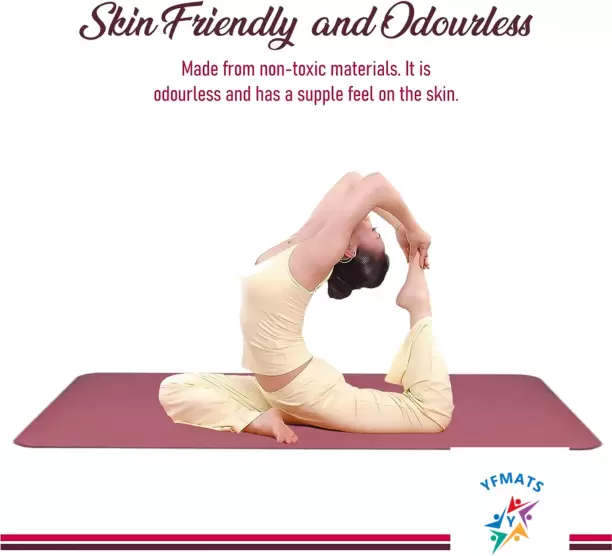 Skin Friendly and Odourless
Made from non-toxic materials. It is
odourless and has a supple feel on the skin.
YFMATS
Y